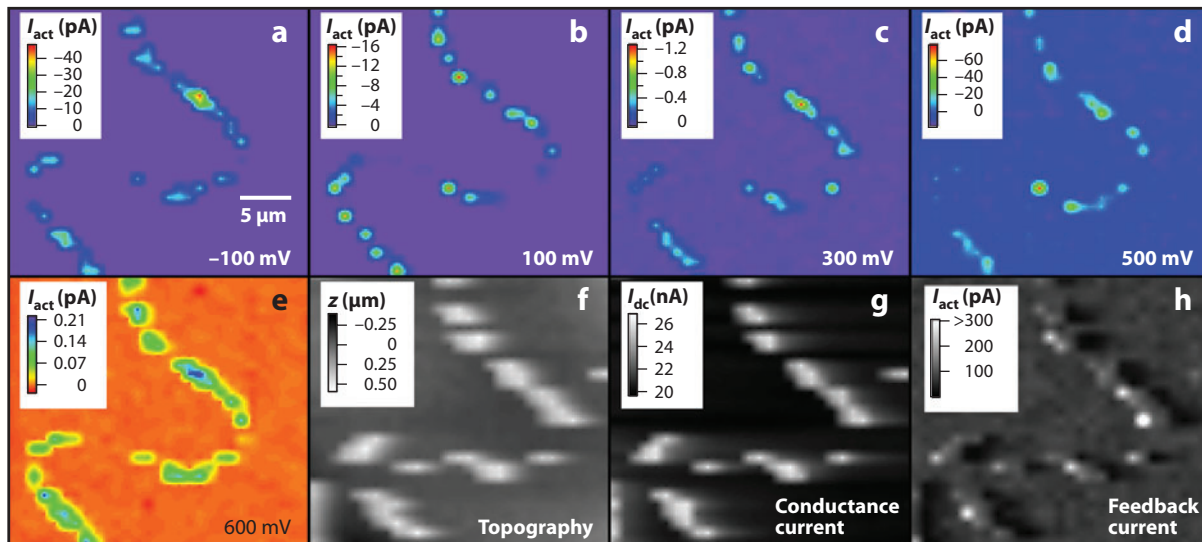 I_act (pA)
–40
–30
–20
–10
0
a
5 µm
–100 mV
I_act (pA)
–16
–12
–8
–4
0
b
100 mV
I_act (pA)
–1.2
–0.8
–0.4
0
c
300 mV
I_act (pA)
–60
–40
–20
0
d
500 mV
I_act (pA)
0.21
0.14
0.07
0
e
600 mV
z (µm)
–0.25
0
0.25
0.50
f
Topography
I_dc(nA)
26
24
22
20
g
Conductance
current
I_act (pA)
>300
200
100
h
Feedback
current